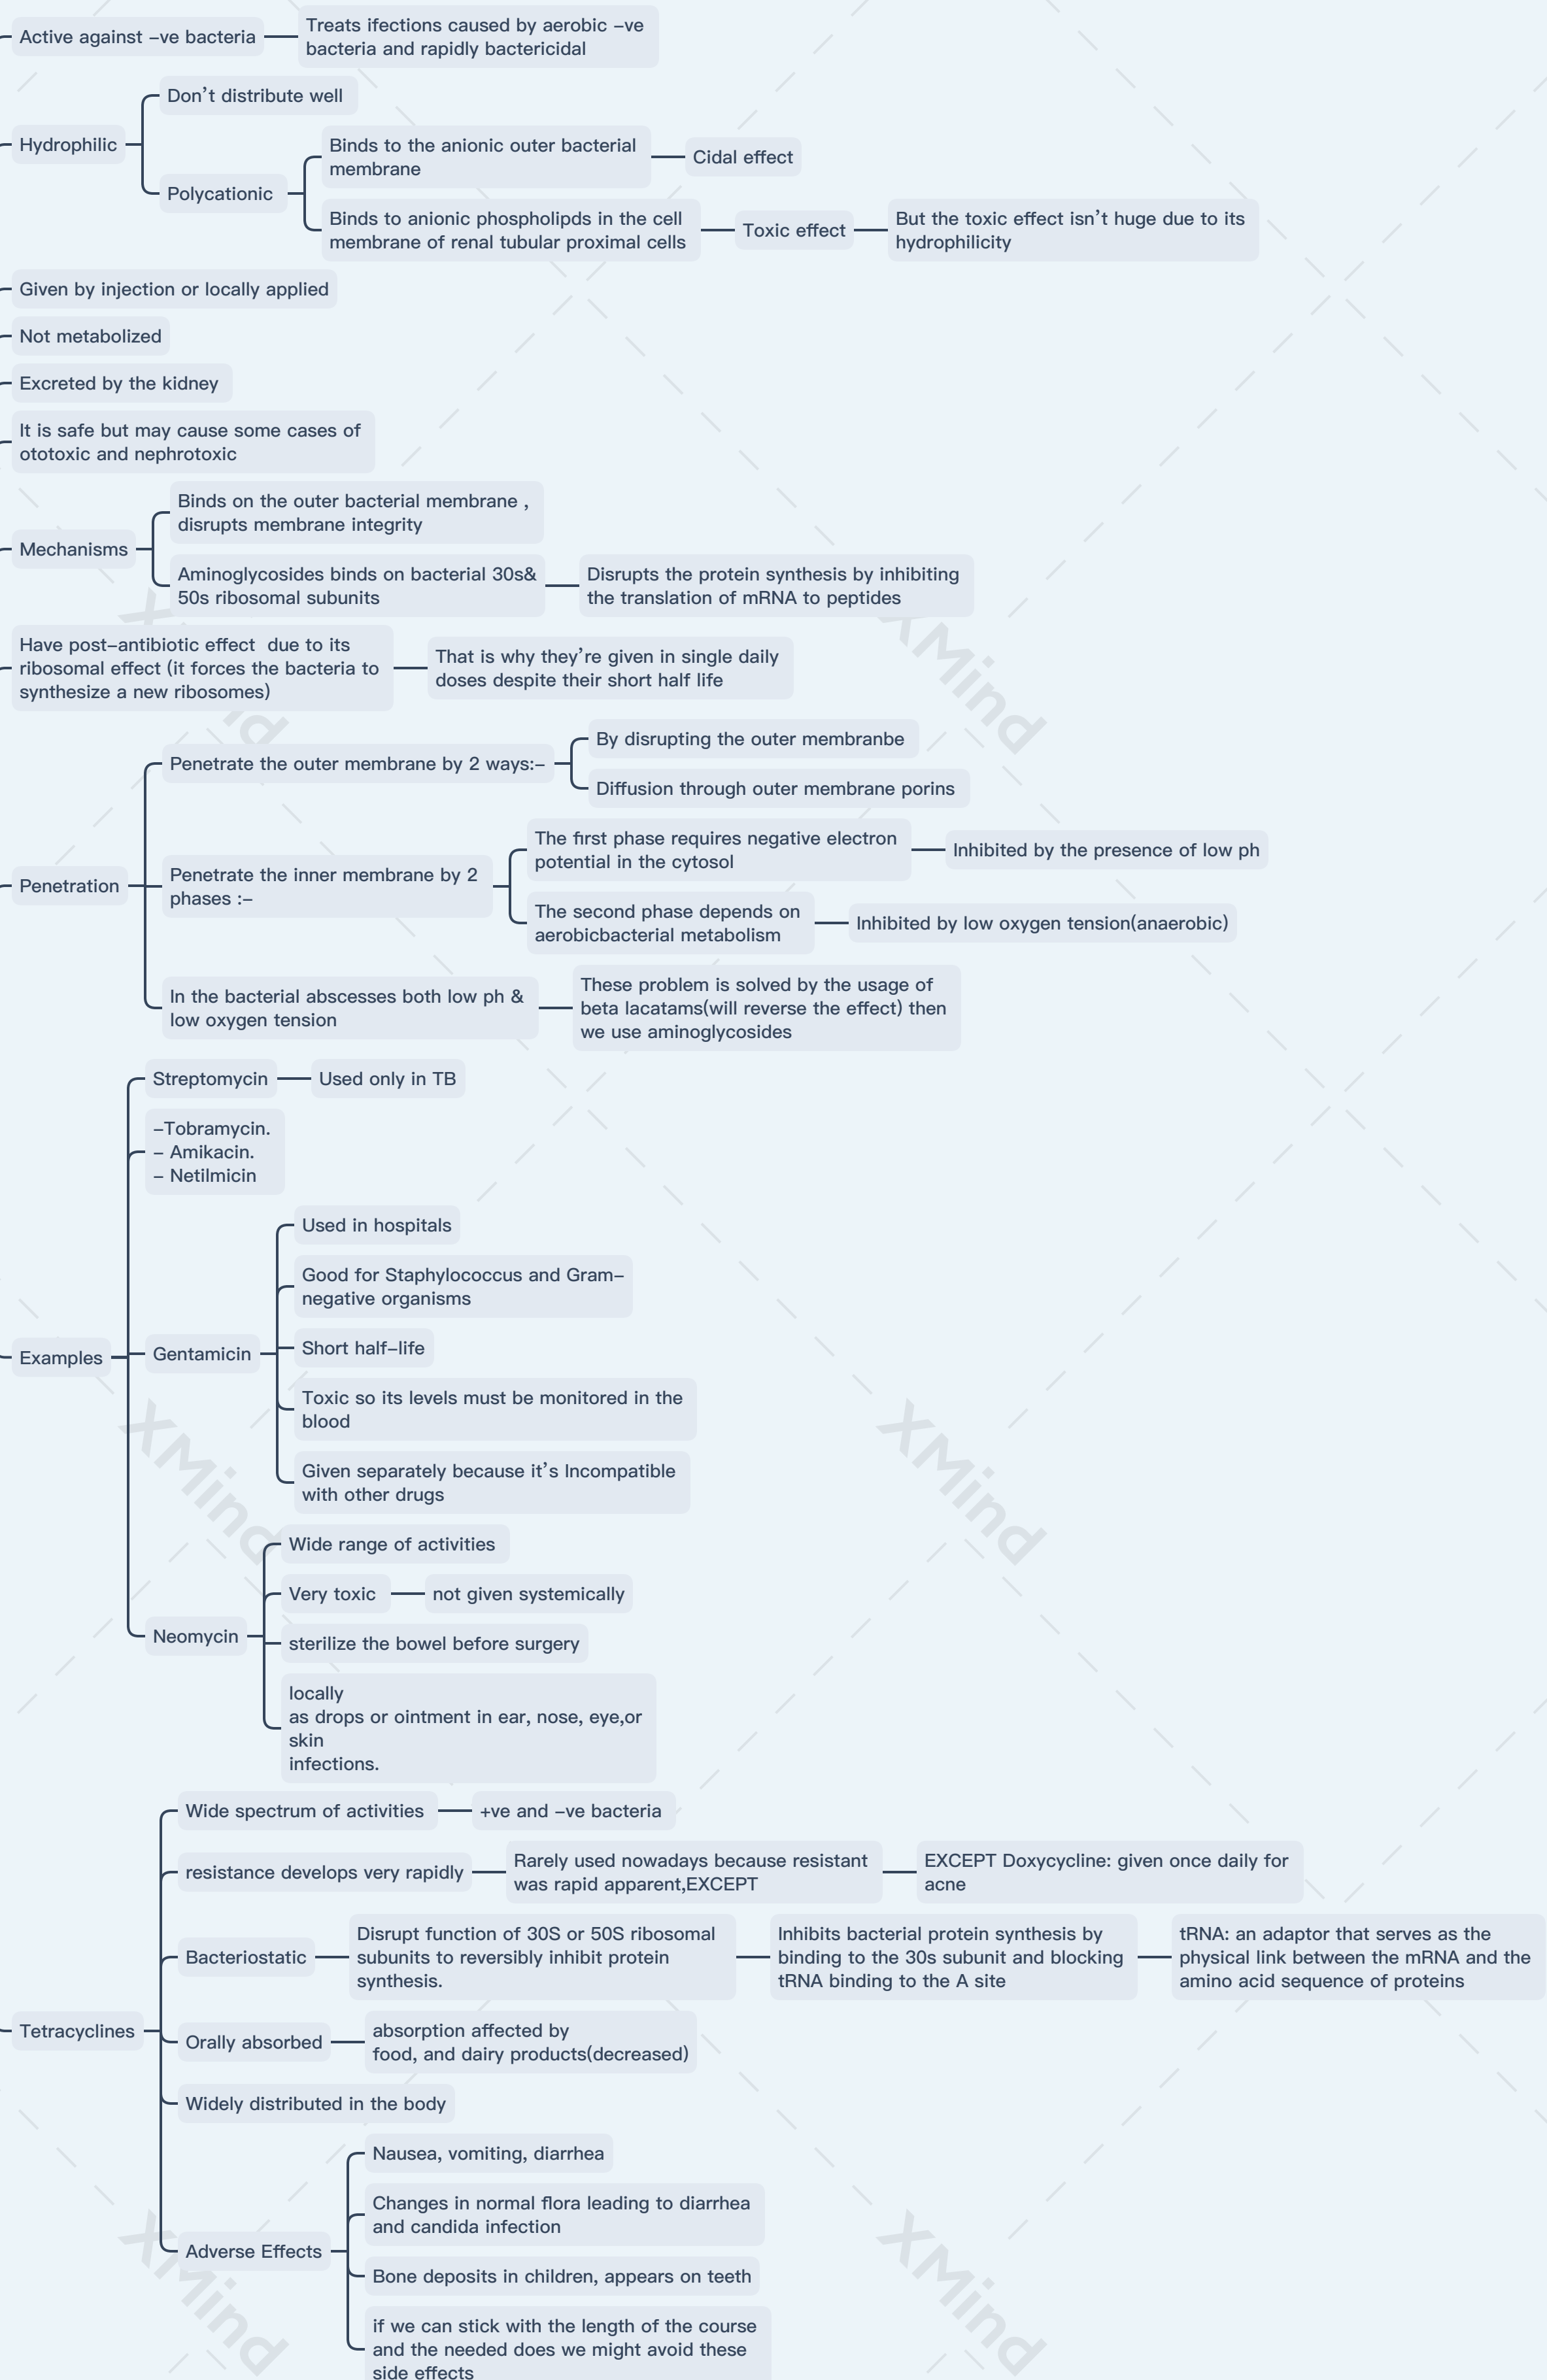 Active against –ve bacteria
Treats ifections caused by aerobic –ve
bacteria and rapidly bactericidal
Hydrophilic
Don’t distribute well
Polycationic
Binds to the anionic outer bacterial
membrane
Cidal effect
Binds to anionic phospholipds in the cell
membrane of renal tubular proximal cells
Toxic effect
But the toxic effect isn’t huge due to its
hydrophilicity
Given by injection or locally applied
Not metabolized
Excreted by the kidney
It is safe but may cause some cases of
ototoxic and nephrotoxic
Mechanisms
Binds on the outer bacterial membrane ,
disrupts membrane integrity
Aminoglycosides binds on bacterial 30s&
50s ribosomal subunits
Disrupts the protein synthesis by inhibiting
the translation of mRNA to peptides
Have post–antibiotic effect  due to its
ribosomal effect (it forces the bacteria to
synthesize a new ribosomes)
That is why they’re given in single daily
doses despite their short half life
Penetration
Penetrate the outer membrane by 2 ways:–
By disrupting the outer membranbe
Diffusion through outer membrane porins
Penetrate the inner membrane by 2
phases :–
The first phase requires negative electron
potential in the cytosol
Inhibited by the presence of low ph
The second phase depends on
aerobicbacterial metabolism
Inhibited by low oxygen tension(anaerobic)
In the bacterial abscesses both low ph &
low oxygen tension
These problem is solved by the usage of
beta lacatams(will reverse the effect) then
we use aminoglycosides
Examples
Streptomycin
Used only in TB
–Tobramycin.
– Amikacin.
– Netilmicin
Gentamicin
Used in hospitals
Good for Staphylococcus and Gram–
negative organisms
Short half–life
Toxic so its levels must be monitored in the
blood
Given separately because it’s Incompatible
with other drugs
Neomycin
Wide range of activities
Very toxic
not given systemically
sterilize the bowel before surgery
locally
as drops or ointment in ear, nose, eye,or
skin
infections.
Tetracyclines
Wide spectrum of activities
+ve and –ve bacteria
resistance develops very rapidly
Rarely used nowadays because resistant
was rapid apparent,EXCEPT
EXCEPT Doxycycline: given once daily for
acne
Bacteriostatic
Disrupt function of 30S or 50S ribosomal
subunits to reversibly inhibit protein
synthesis.
Inhibits bacterial protein synthesis by
binding to the 30s subunit and blocking
tRNA binding to the A site
tRNA: an adaptor that serves as the
physical link between the mRNA and the
amino acid sequence of proteins
Orally absorbed
absorption affected by
food, and dairy products(decreased)
Widely distributed in the body
Adverse Effects
Nausea, vomiting, diarrhea
Changes in normal flora leading to diarrhea
and candida infection
Bone deposits in children, appears on teeth
if we can stick with the length of the course
and the needed does we might avoid these
side effects
XMind
XMind
XMind
XMind
XMind
XMind